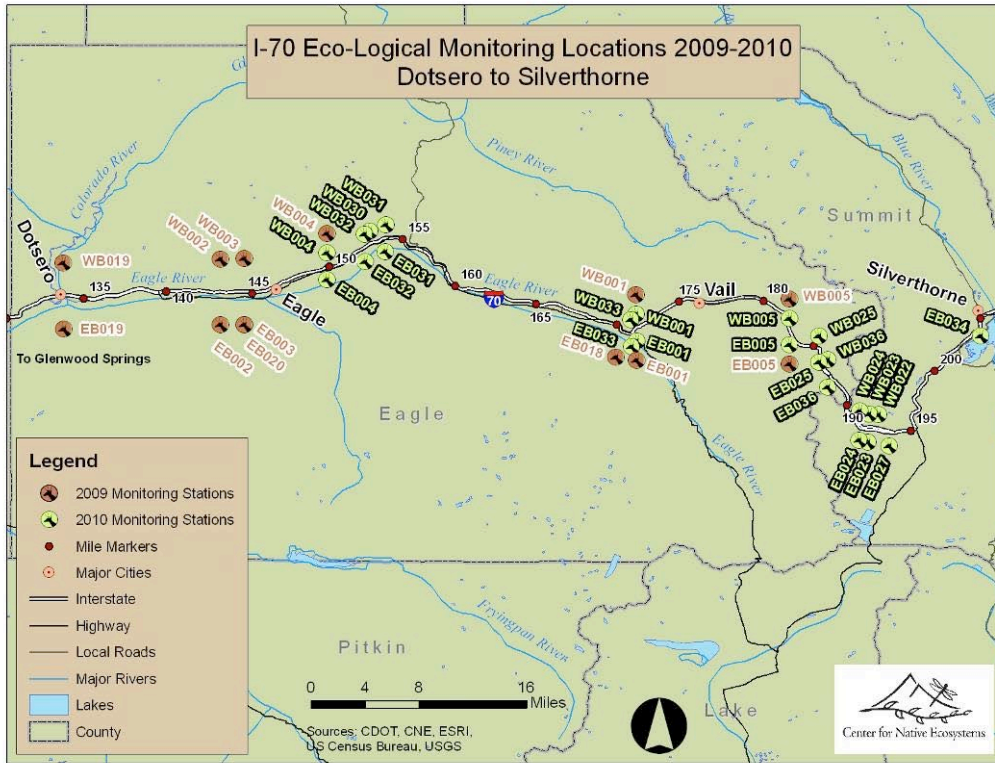 I-70 Eco-Logical Monitoring Locations 2009-2010
Dotsero to Silverthorne
Colorado River
Piney River
Blue River
Summit
Dotsero
WB019
WB002
WB003
WB004
WB004
WB032
WB030
WB031
155
150
145
140
135
Eagle River
Eagle
EB019
EB002
EB020
EB003
EB004
EB032
EB031
To Glenwood Springs
160
70
Eagle River
165
WB001
WB033
WB001
EB033
EB018
EB001
EB001
175
Vail
180
WB005
WB005
EB005
EB005
WB025
WB036
EB025
EB036
WB024
WB023
WB022
190
195
EB024
EB023
EB027
200
Silverthorne
EB034
Eagle
Eagle River
Fryingpan River
Pitkin
Lake
Legend
2009 Monitoring Stations
2010 Monitoring Stations
Mile Markers
Major Cities
Interstate
Highway
Local Roads
Major Rivers
Lakes
County
0 4 8 16
Miles
Sources: CDOT, CNE, ESRI,
US Census Bureau, USGS
Center for Native Ecosystems